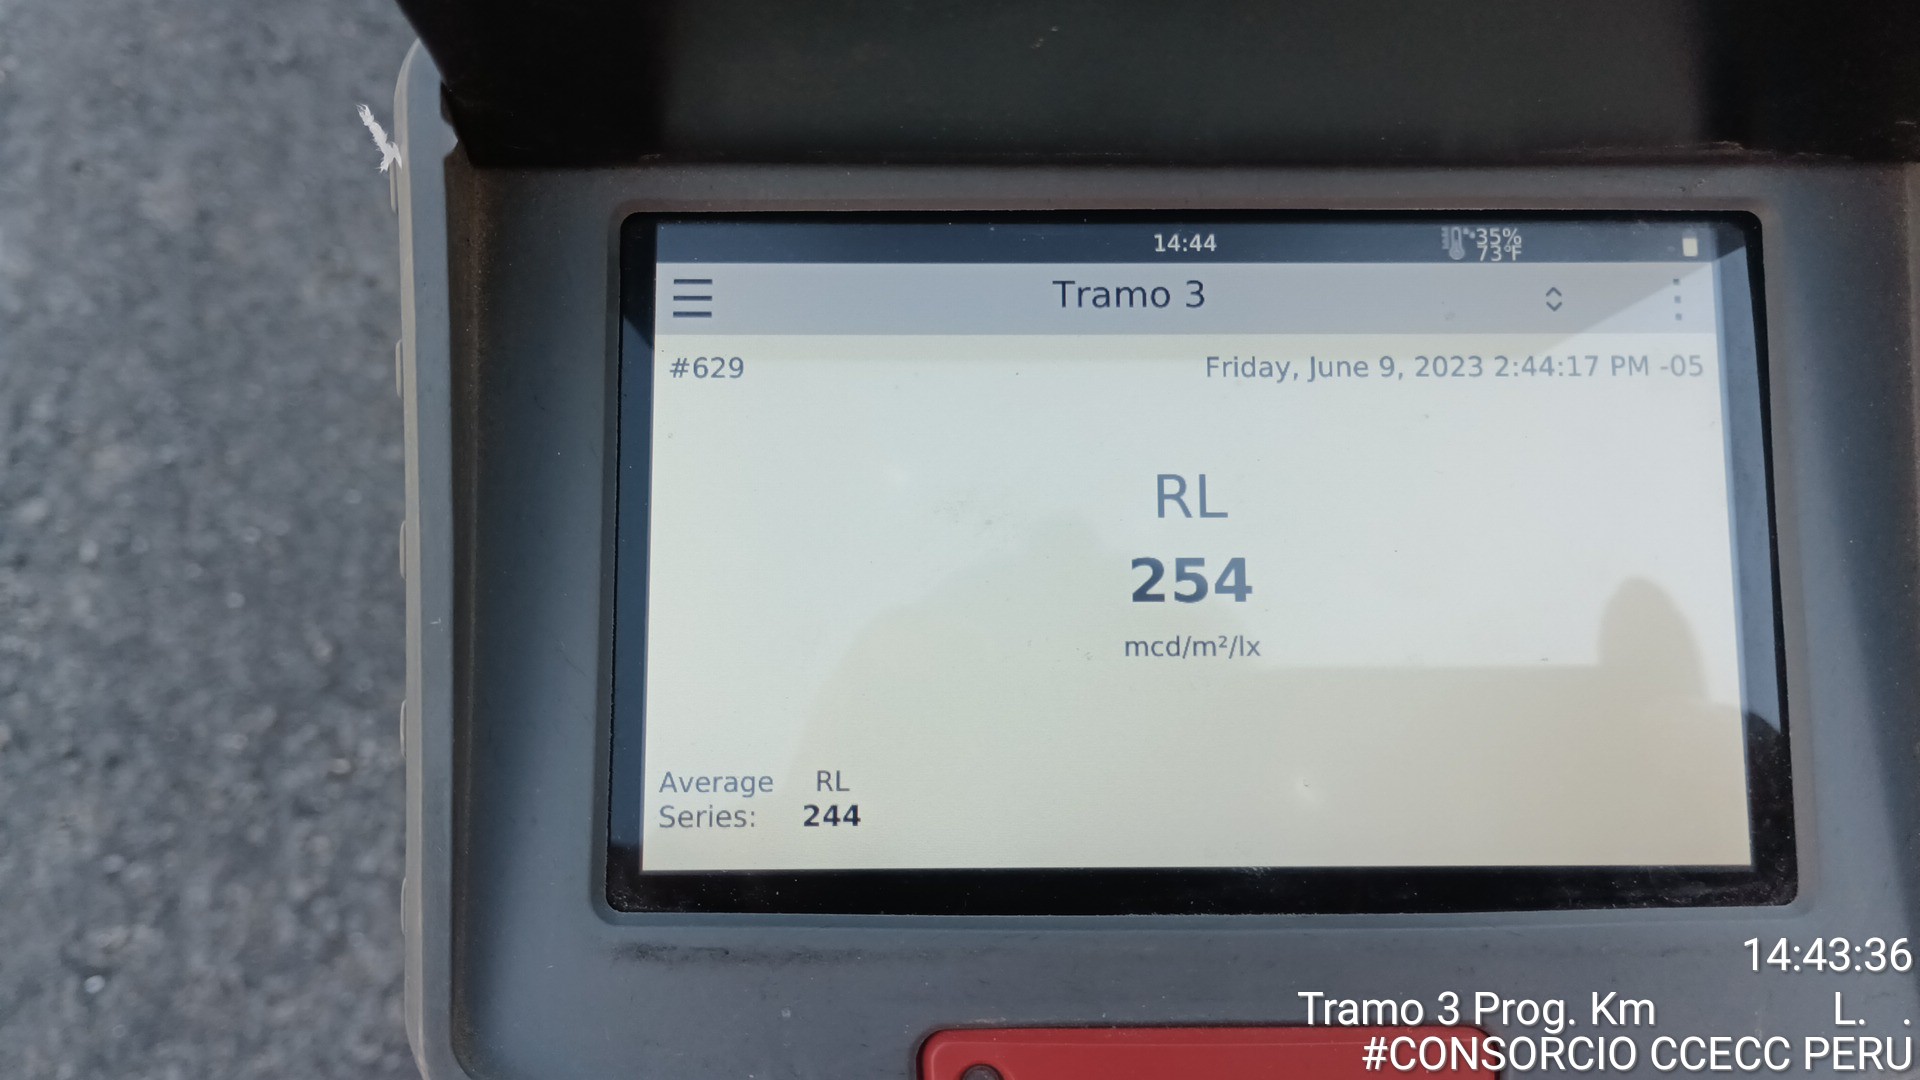 14:44
35%
73°F
Tramo 3
#629
Friday, June 9, 2023 2:44:17 PM -05
RL
254
mcd/m²/lx
Average RL
Series: 244
14:43:36
Tramo 3 Prog. Km L. .
#CONSORCIO CCECC PERU